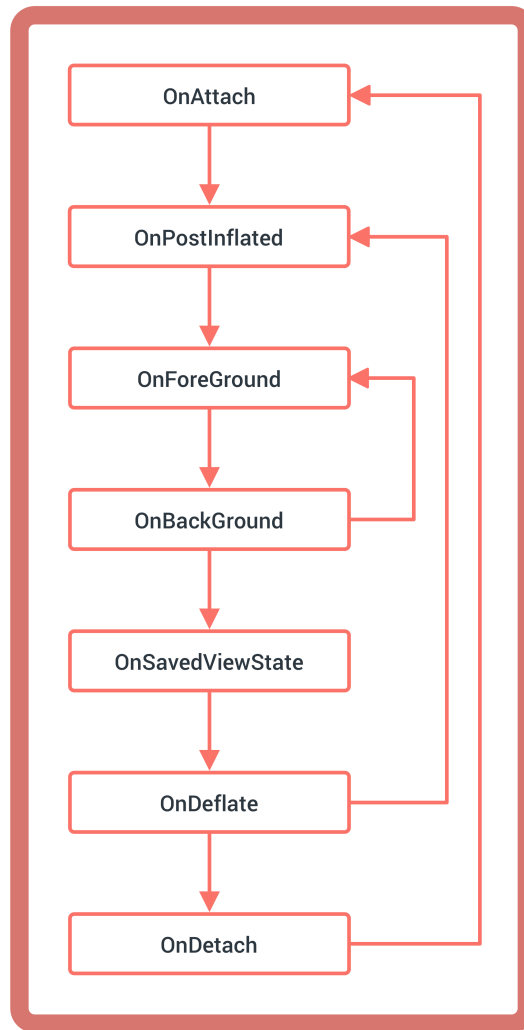 OnAttach
OnPostInflated
OnForeGround
OnBackGround
OnSavedViewState
OnDeflate
OnDetach